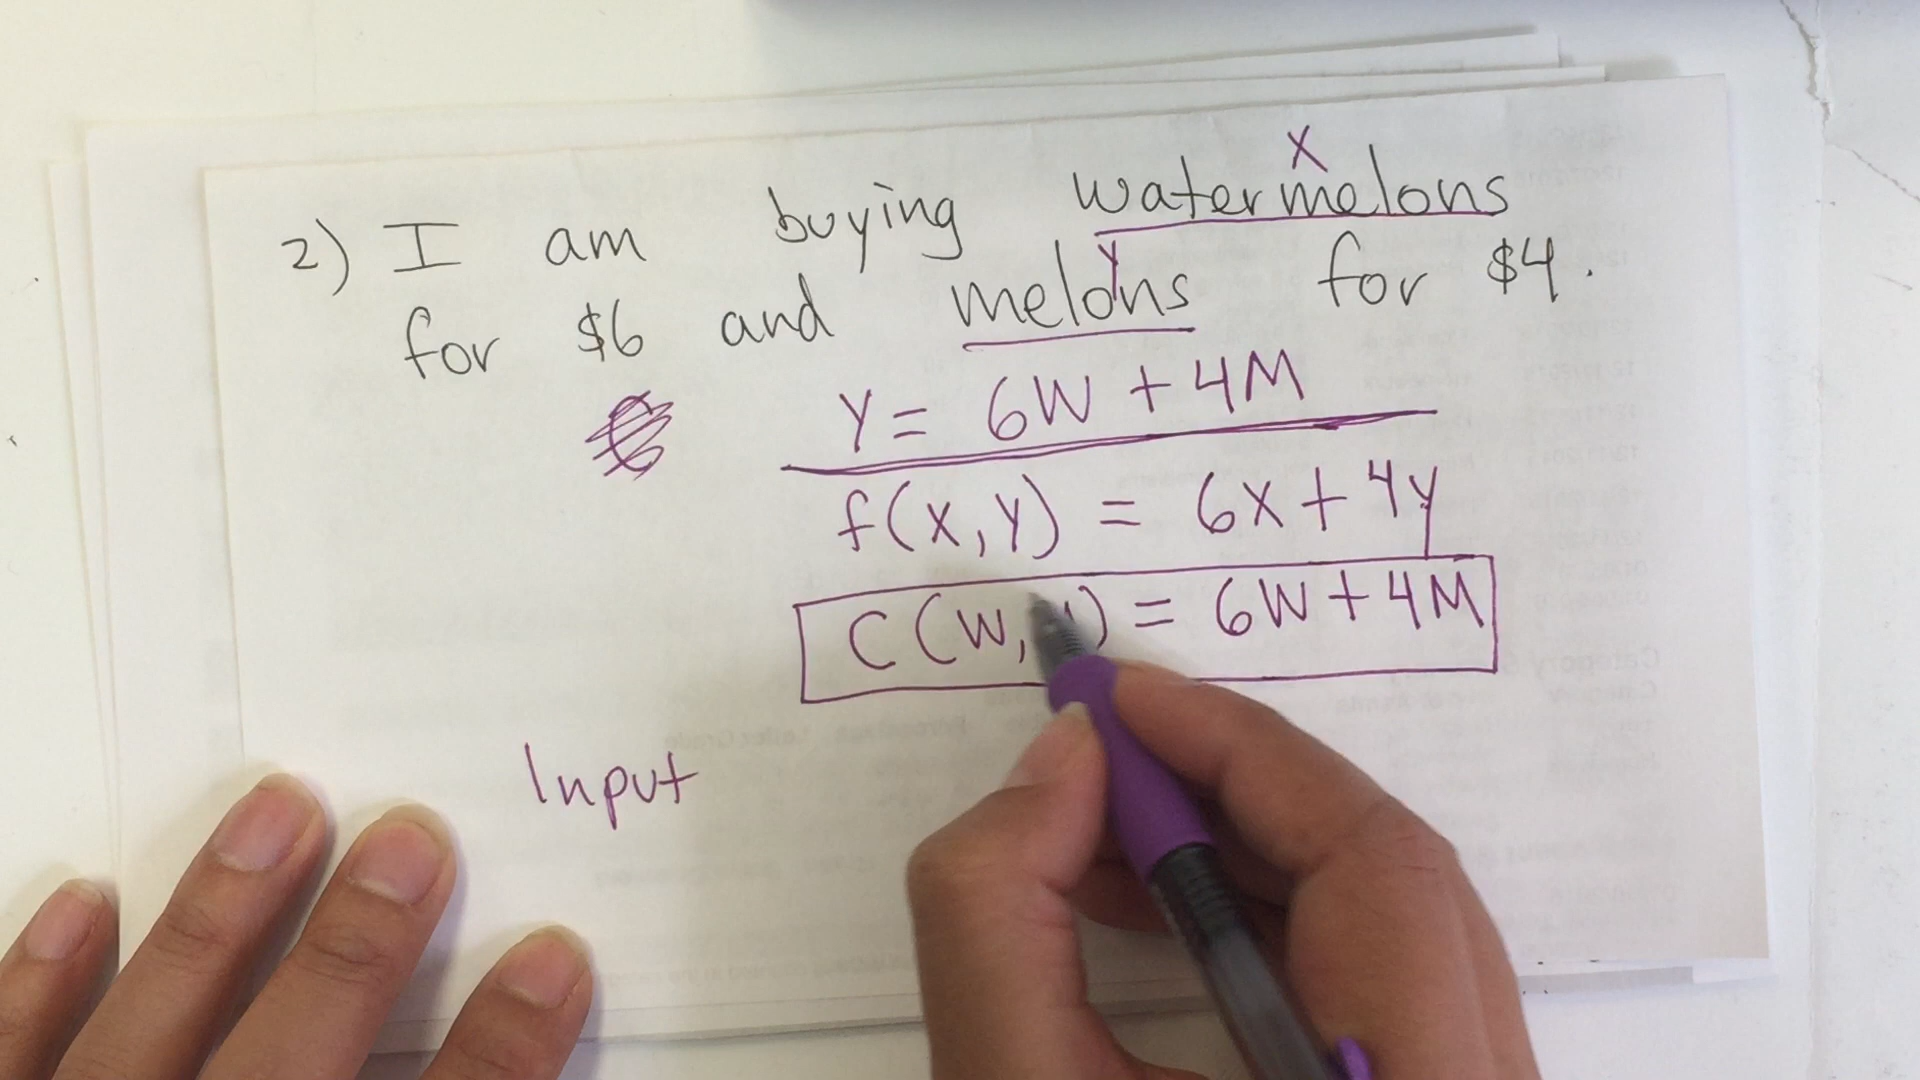 X
2) I am buying watermelons
y
for $6 and melons for $4.
Y = 6W + 4M
f(x,y) = 6x + 4y
C(W, ) = 6W + 4M
Input